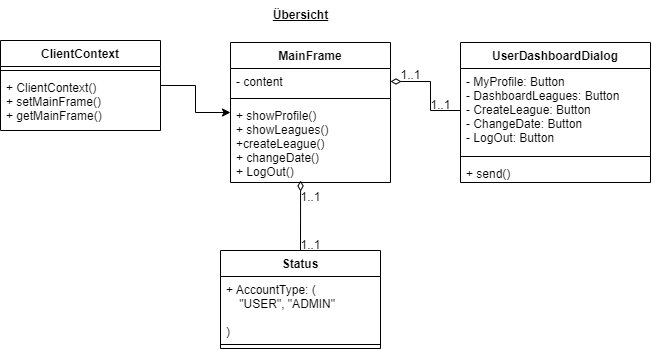 Übersicht
ClientContext
+ ClientContext()
+ setMainFrame()
+ getMainFrame()
MainFrame
- content
+ showProfile()
+ showLeagues()
+createLeague()
+ changeDate()
+ LogOut()
1..1
1..1
UserDashboardDialog
- MyProfile: Button
- DashboardLeagues: Button
- CreateLeague: Button
- ChangeDate: Button
- LogOut: Button
+ send()
1..1
1..1
Status
+ AccountType: (
"USER", "ADMIN"
)